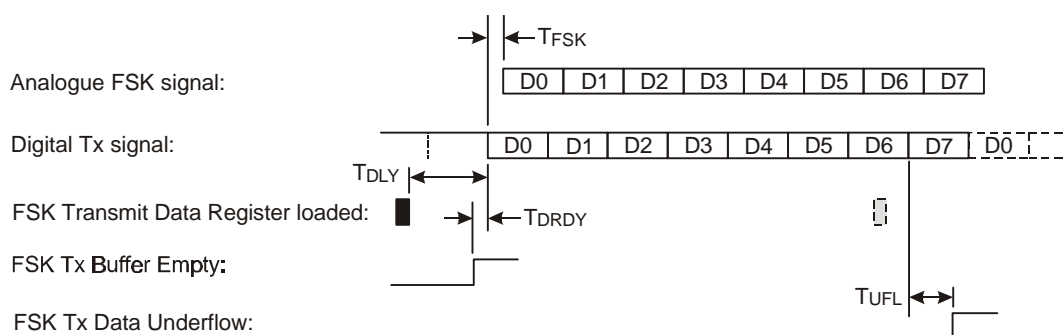 TFSK
Analogue FSK signal: D0 D1 D2 D3 D4 D5 D6 D7
Digital Tx signal: D0 D1 D2 D3 D4 D5 D6 D7 D0
TDLY
FSK Transmit Data Register loaded: TDRDY
FSK Tx Buffer Empty:
TUFL
FSK Tx Data Underflow: